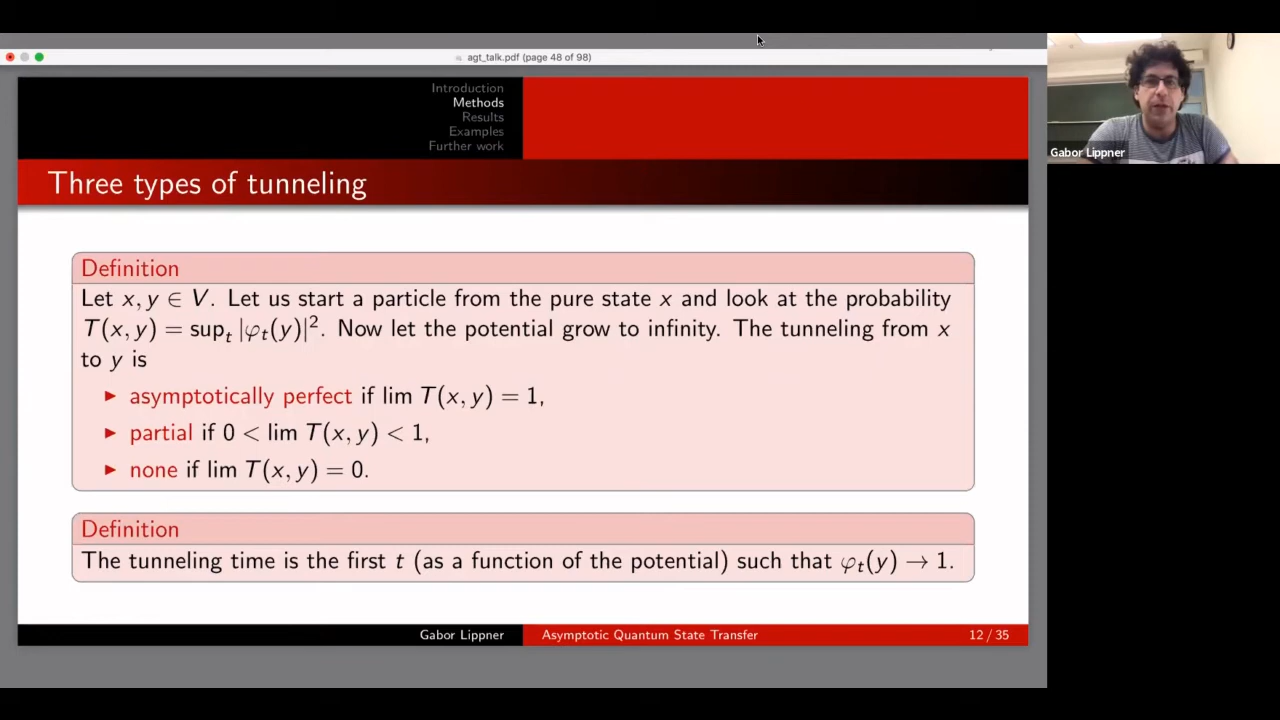 agt_talk.pdf (page 48 of 98)
Introduction
Methods
Results
Examples
Further work
Three types of tunneling
Definition
Let x, y ∈ V. Let us start a particle from the pure state x and look at the probability
T(x, y) = sup_t |φ_t(y)|². Now let the potential grow to infinity. The tunneling from x
to y is
▶ asymptotically perfect if lim T(x, y) = 1,
▶ partial if 0 < lim T(x, y) < 1,
▶ none if lim T(x, y) = 0.
Definition
The tunneling time is the first t (as a function of the potential) such that φ_t(y) → 1.
Gabor Lippner
Asymptotic Quantum State Transfer
12 / 35
Gabor Lippner